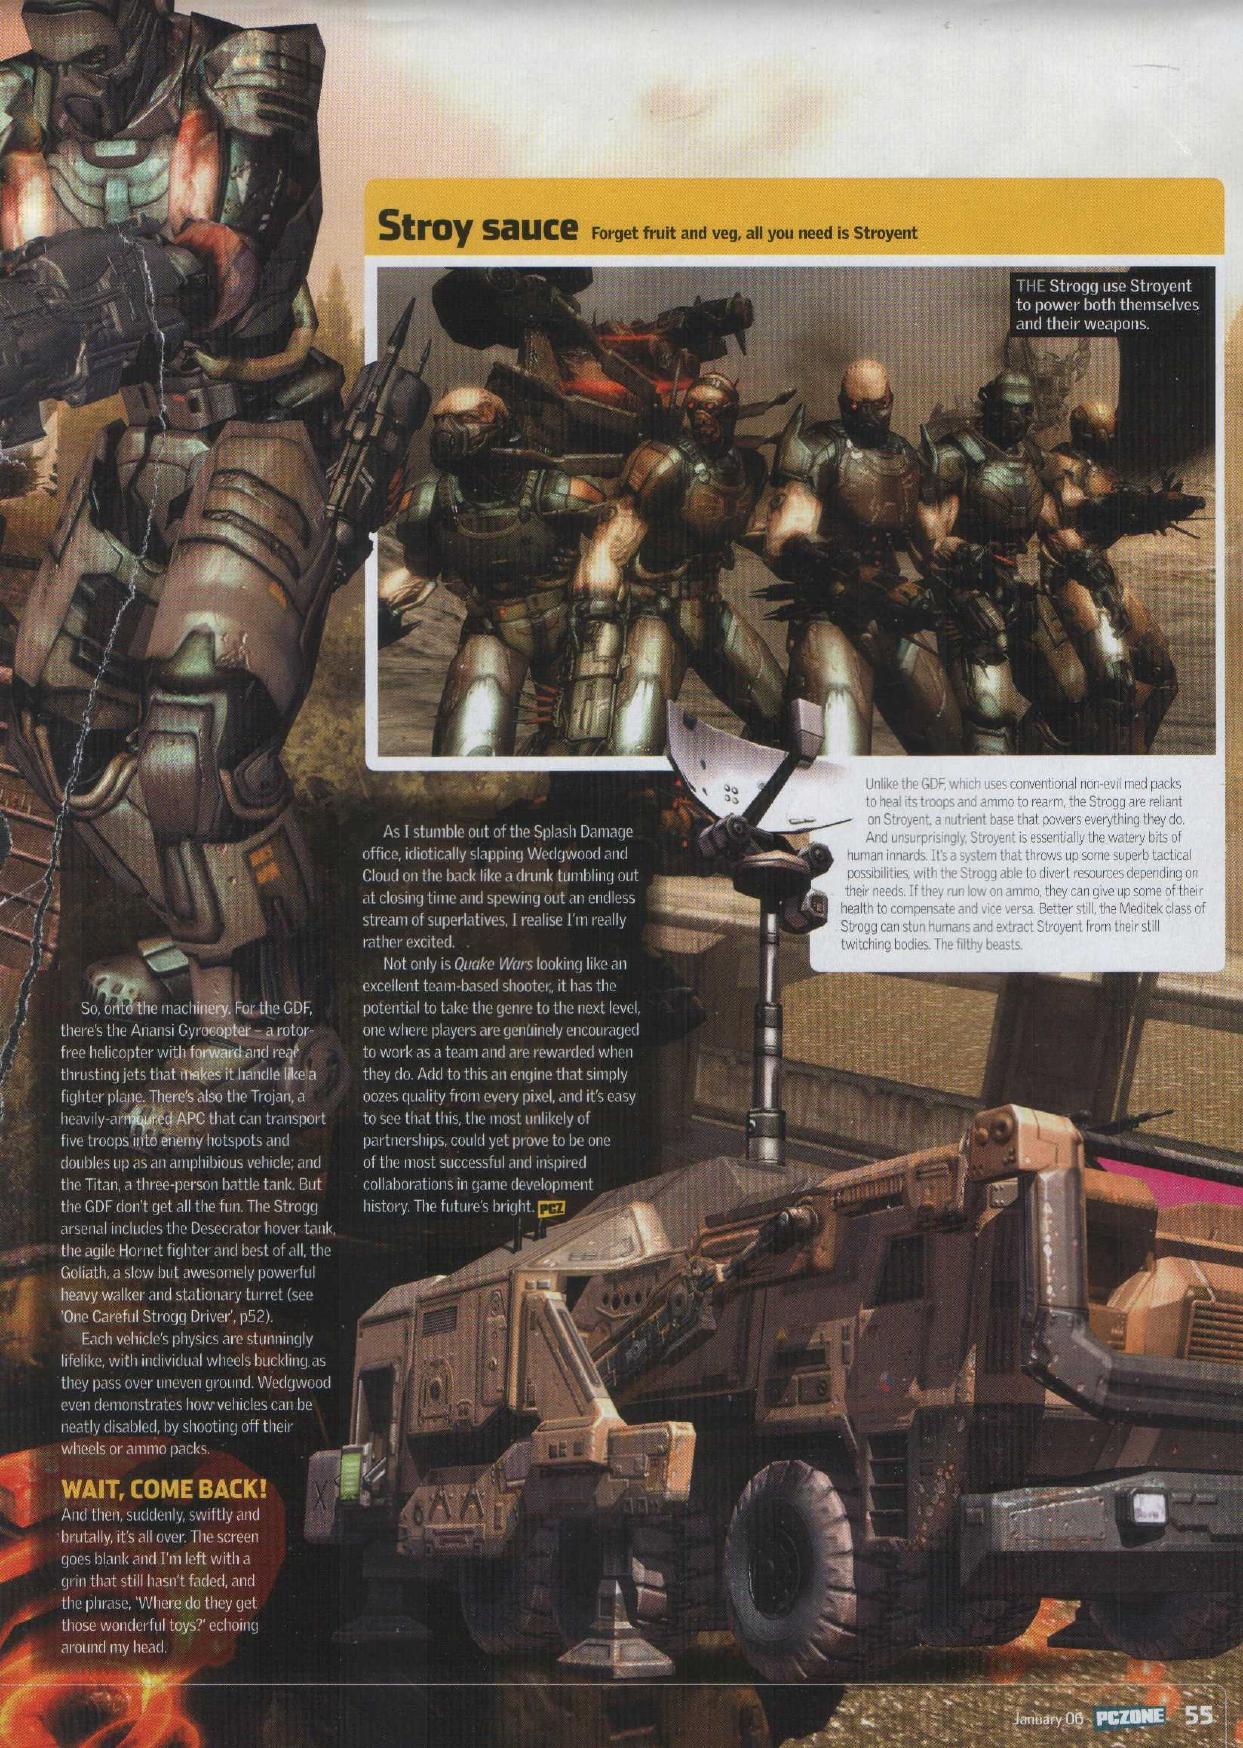 Stroy sauce Forget fruit and veg, all you need is Stroyent
THE Strogg use Stroyent
to power both themselves
and their weapons.
Unlike the GDF, which uses conventional non-evil med packs
to heal its troops and ammo to rearm, the Strogg are reliant
on Stroyent, a nutrient base that powers everything they do.
And unsurprisingly, Stroyent is essentially the watery bits of
human innards. It's a system that throws up some superb tactical
possibilities, with the Strogg able to divert resources depending on
their needs. If they run low on ammo, they can give up some of their
health to compensate and vice versa. Better still, the Meditek class of
Strogg can stun humans and extract Stroyent from their still
twitching bodies. The filthy beasts.
So, onto the machinery. For the GDF,
there's the Anansi Gyrocopter – a rotor-
free helicopter with forward and rear
thrusting jets that makes it handle like a
fighter plane. There's also the Trojan, a
heavily-armoured APC that can transport
five troops into enemy hotspots and
doubles up as an amphibious vehicle; and
the Titan, a three-person battle tank. But
the GDF don't get all the fun. The Strogg
arsenal includes the Desecrator hover tank,
the agile Hornet fighter and best of all, the
Goliath, a slow but awesomely powerful
heavy walker and stationary turret (see
'One Careful Strogg Driver', p52).
Each vehicle's physics are stunningly
lifelike, with individual wheels buckling as
they pass over uneven ground. Wedgwood
even demonstrates how vehicles can be
neatly disabled, by shooting off their
wheels or ammo packs.
WAIT, COME BACK!
And then, suddenly, swiftly and
brutally, it's all over. The screen
goes blank and I'm left with a
grin that still hasn't faded, and
the phrase, 'Where do they get
those wonderful toys?' echoing
around my head.
As I stumble out of the Splash Damage
office, idiotically slapping Wedgwood and
Cloud on the back like a drunk tumbling out
at closing time and spewing out an endless
stream of superlatives, I realise I'm really
rather excited.
Not only is Quake Wars looking like an
excellent team-based shooter, it has the
potential to take the genre to the next level,
one where players are genuinely encouraged
to work as a team and are rewarded when
they do. Add to this an engine that simply
oozes quality from every pixel, and it's easy
to see that this, the most unlikely of
partnerships, could yet prove to be one
of the most successful and inspired
collaborations in game development
history. The future's bright. PCZ
January 06 PCZONE 55